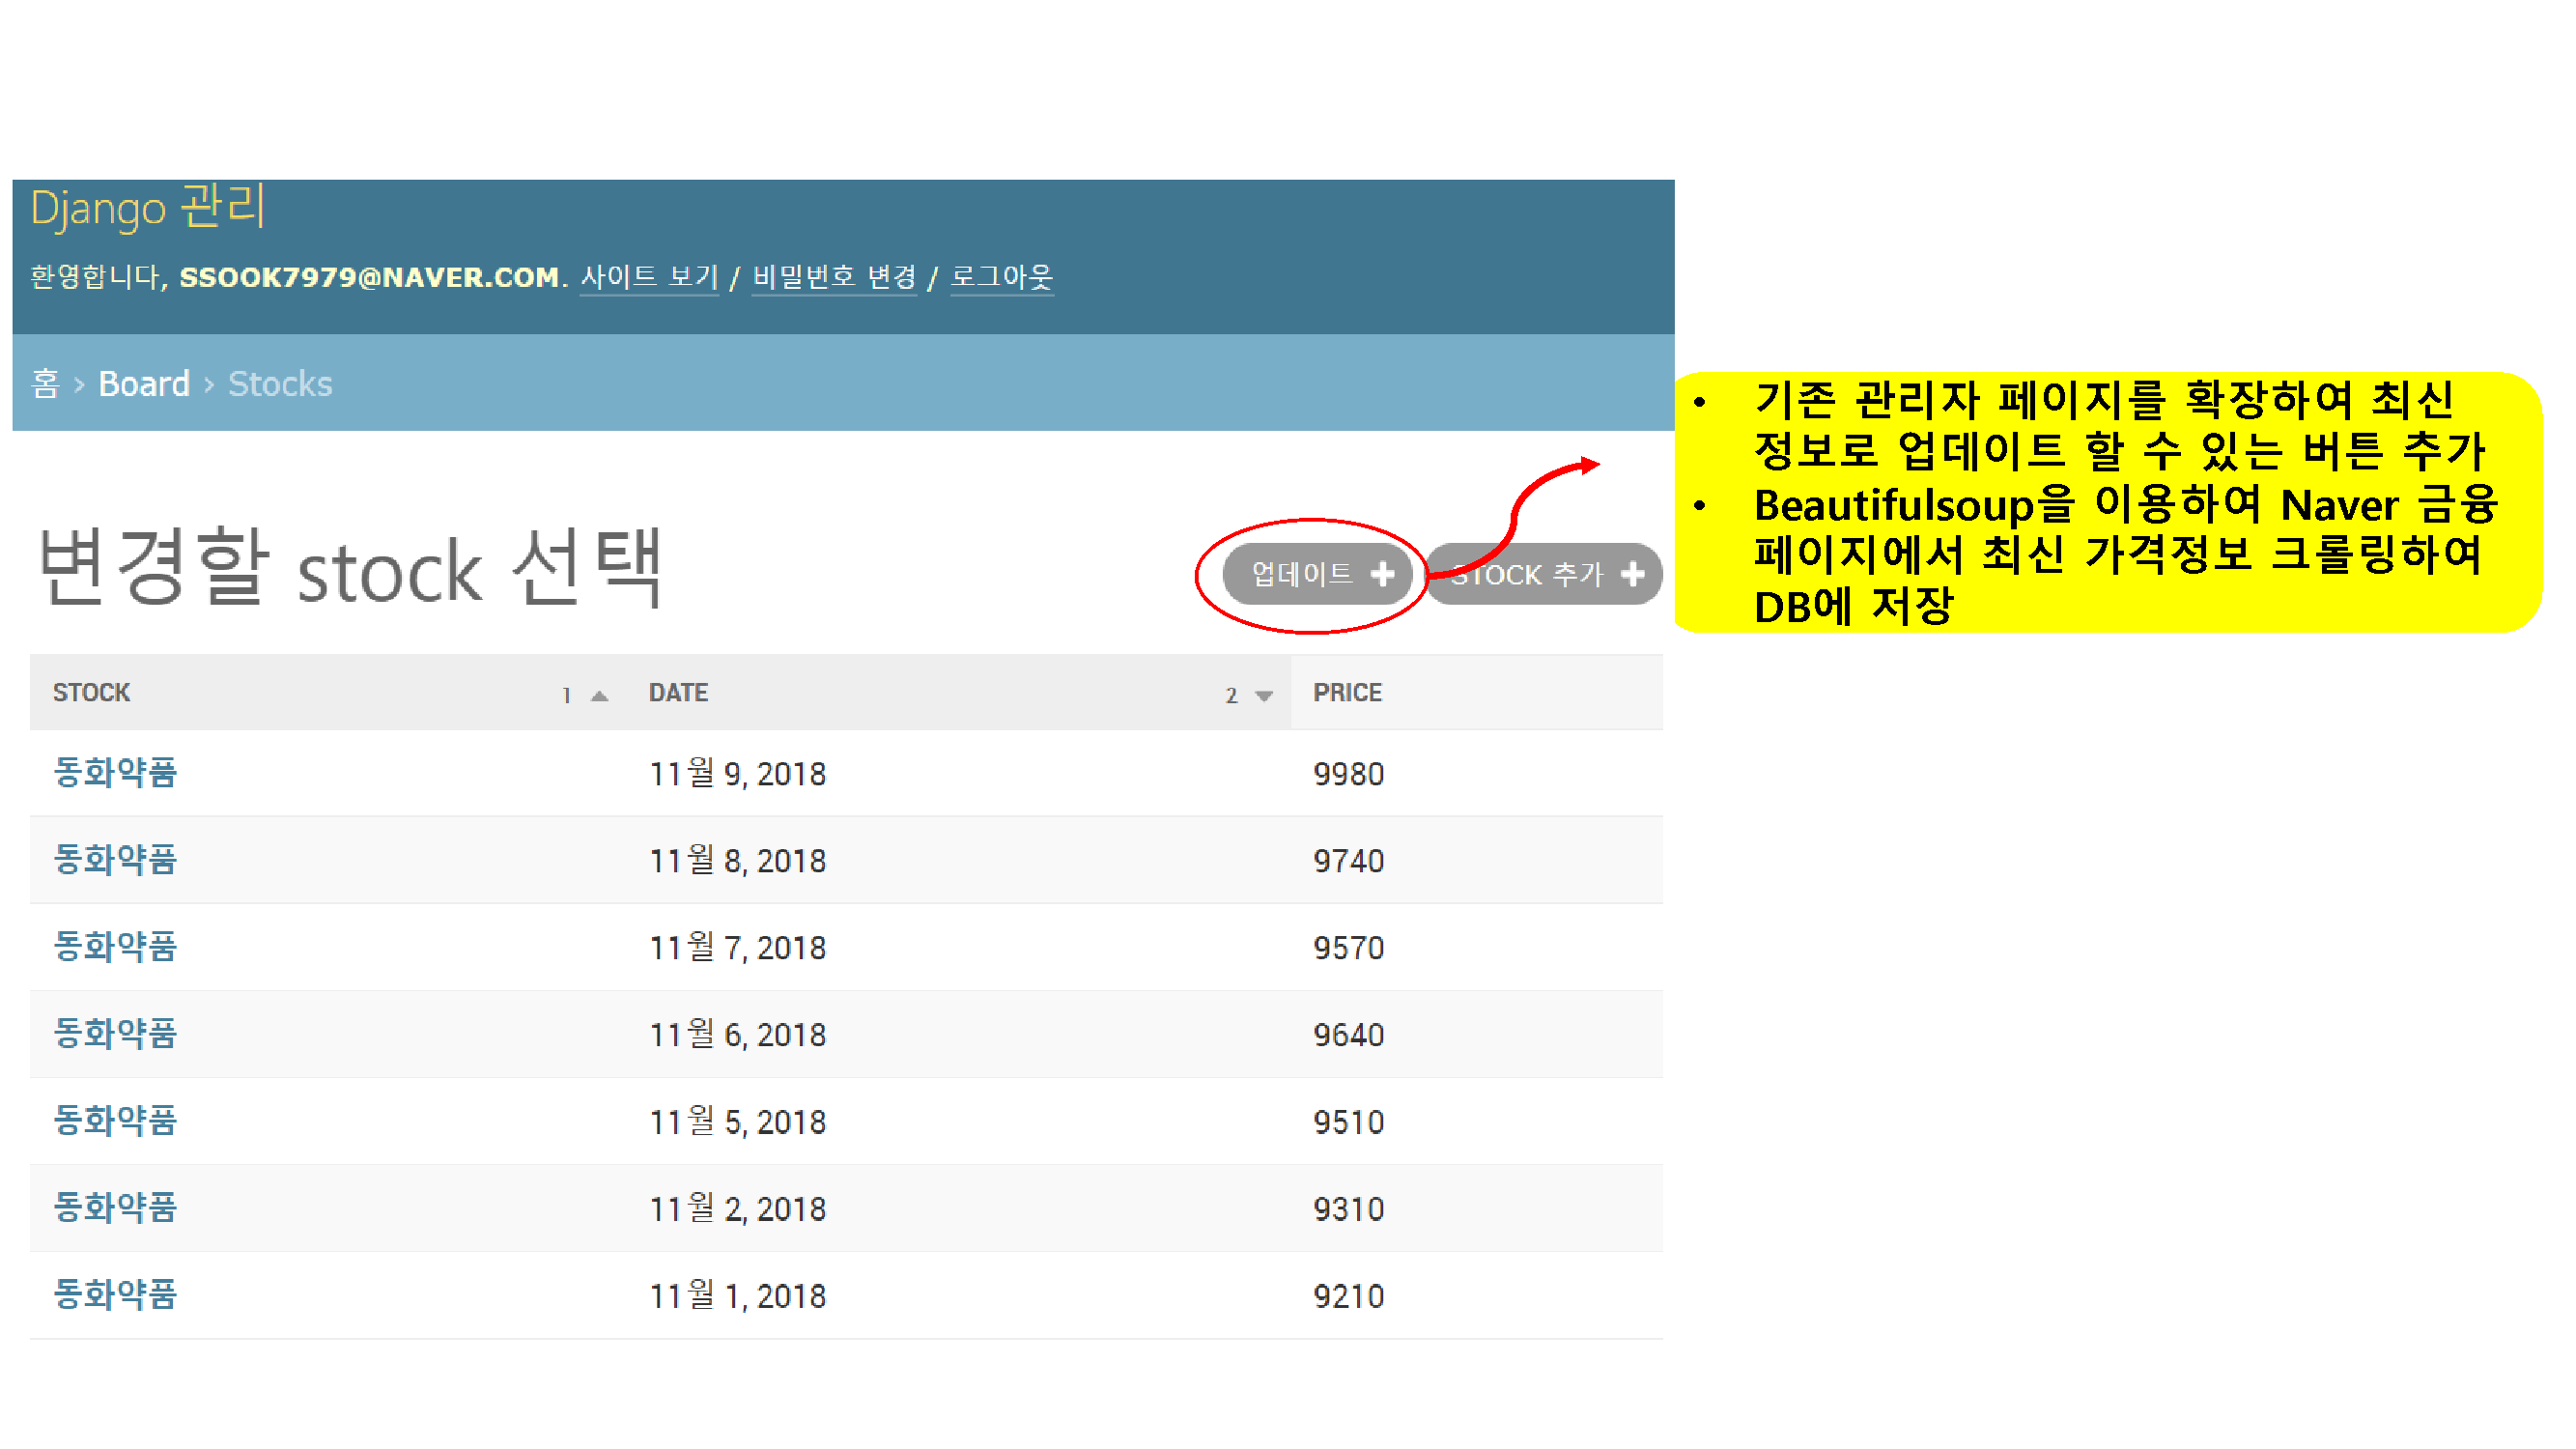 Django 관리
환영합니다, SSOOK7979@NAVER.COM. 사이트 보기 / 비밀번호 변경 / 로그아웃
홈 › Board › Stocks
변경할 stock 선택
업데이트 +
STOCK 추가 +
• 기존 관리자 페이지를 확장하여 최신
정보로 업데이트 할 수 있는 버튼 추가
• Beautifulsoup을 이용하여 Naver 금융
페이지에서 최신 가격정보 크롤링하여
DB에 저장
STOCK 1 ▲ DATE 2 ▼ PRICE
동화약품 11월 9, 2018 9980
동화약품 11월 8, 2018 9740
동화약품 11월 7, 2018 9570
동화약품 11월 6, 2018 9640
동화약품 11월 5, 2018 9510
동화약품 11월 2, 2018 9310
동화약품 11월 1, 2018 9210